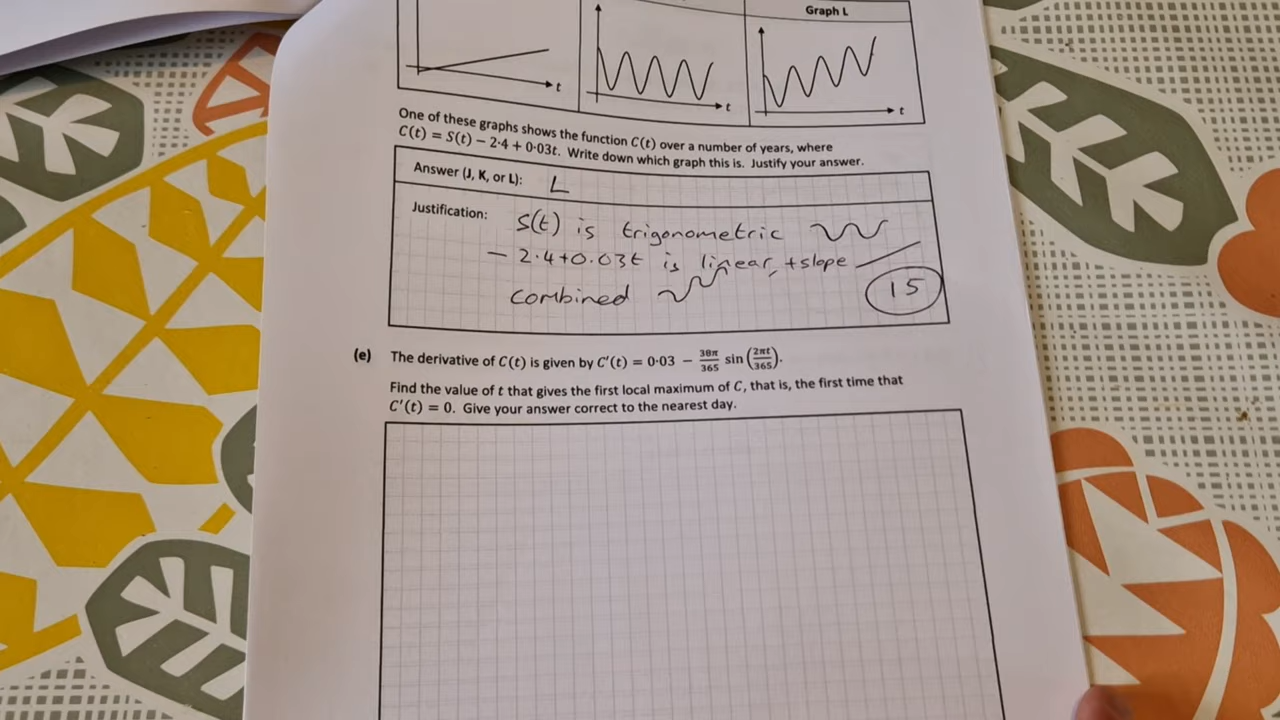 Graph L
t
t
t
One of these graphs shows the function C(t) over a number of years, where
C(t) = S(t) − 2·4 + 0·03t. Write down which graph this is. Justify your answer.
Answer (J, K, or L): L
Justification: S(t) is trigonometric
− 2.4+0.03t is linear, +slope
combined
15
(e) The derivative of C(t) is given by C′(t) = 0·03 − 38π/365 sin(2πt/365).
Find the value of t that gives the first local maximum of C, that is, the first time that
C′(t) = 0. Give your answer correct to the nearest day.